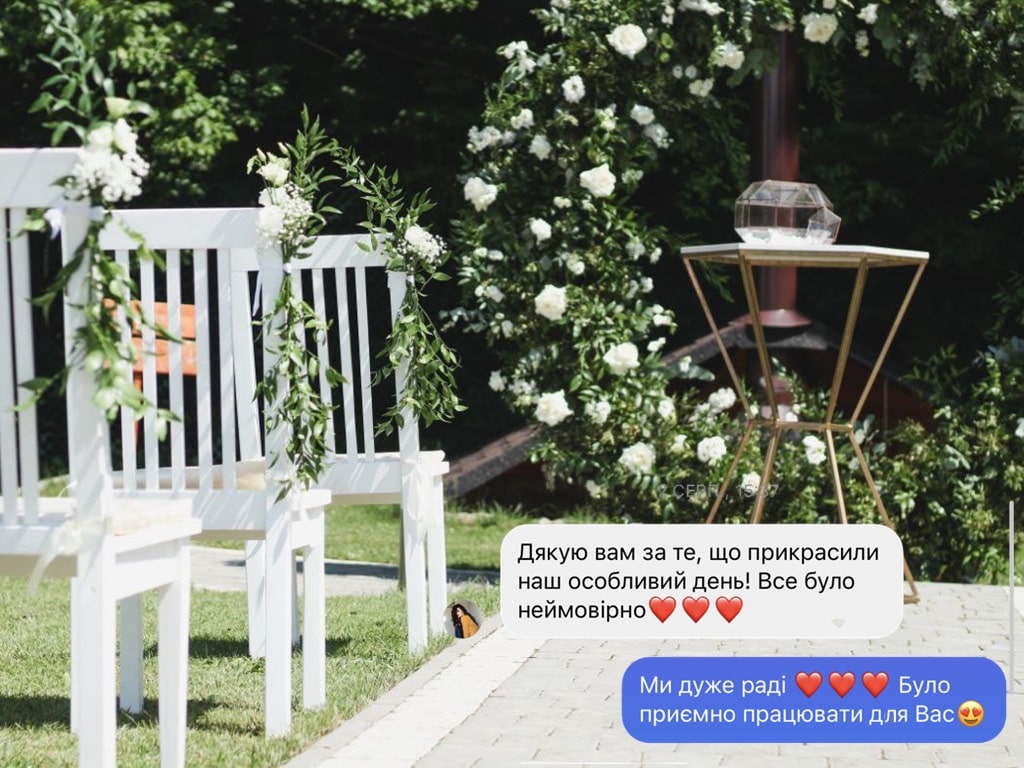 Дякую вам за те, що прикрасили
наш особливий день! Все було
неймовірно❤️❤️❤️
Ми дуже раді ❤️❤️❤️ Було
приємно працювати для Вас😍